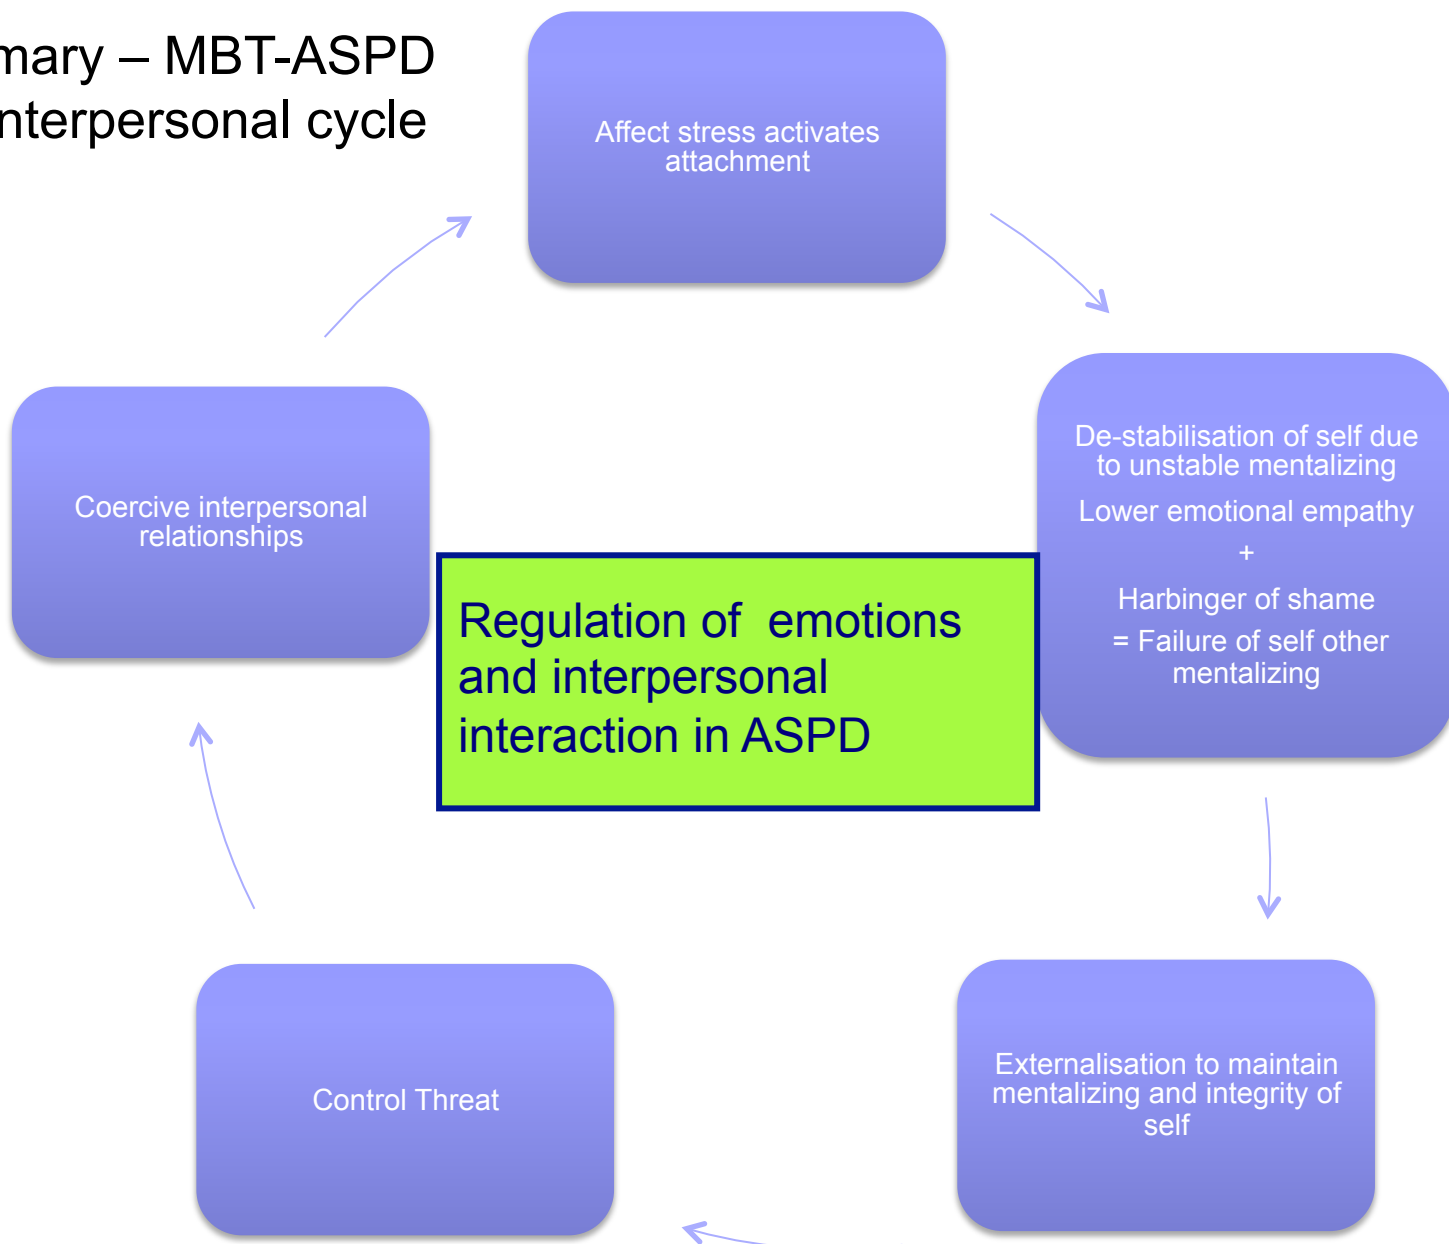 mary – MBT-ASPD
nterpersonal cycle
Affect stress activates
attachment
De-stabilisation of self due
to unstable mentalizing
Lower emotional empathy
+
Harbinger of shame
= Failure of self other
mentalizing
Externalisation to maintain
mentalizing and integrity of
self
Control Threat
Coercive interpersonal
relationships
Regulation of  emotions
and interpersonal
interaction in ASPD